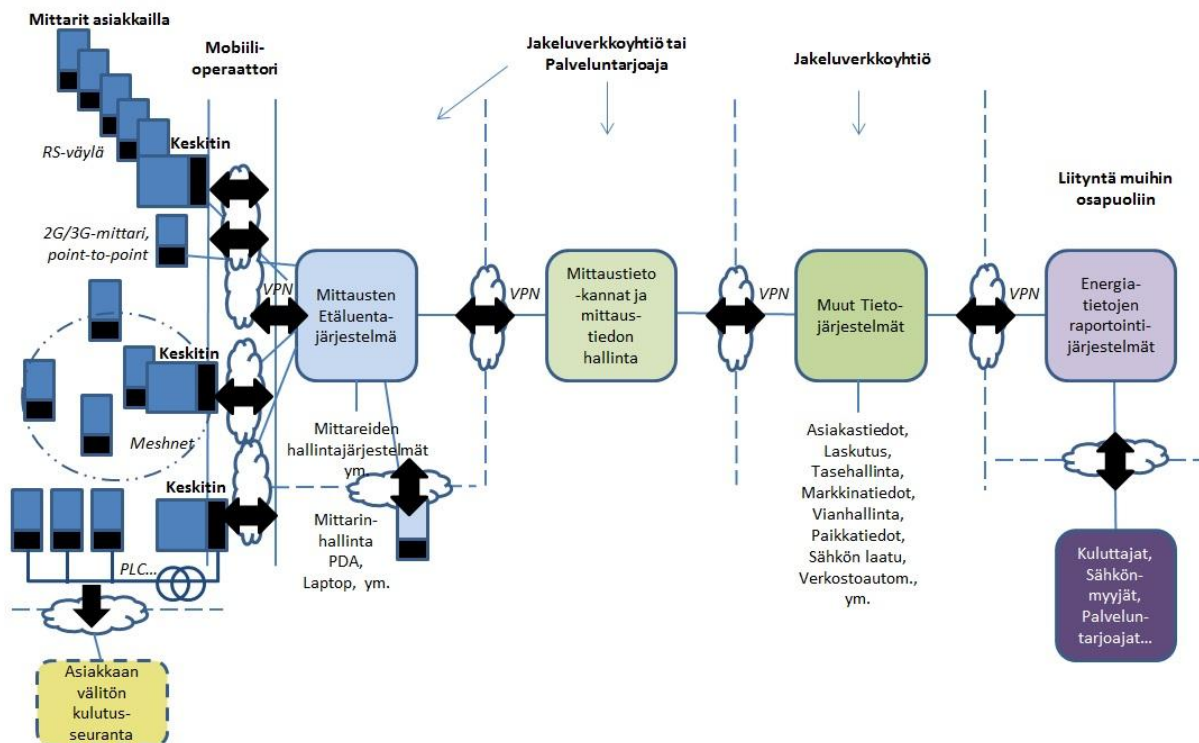 Mittarit asiakkailla
Mobiili-
operaattori
Jakeluverkkoyhtiö tai
Palveluntarjoaja
Jakeluverkkoyhtiö
RS-väylä
Keskitin
Liityntä muihin
osapuoliin
2G/3G-mittari,
point-to-point
VPN
Mittausten
Etäluenta-
järjestelmä
VPN
Mittaustieto
-kannat ja
mittaus-
tiedon
hallinta
VPN
Muut Tieto-
järjestelmät
VPN
Energia-
tietojen
raportointi-
järjestelmät
Keskitin
Meshnet
Mittareiden
hallintajärjestelmät
ym.
Asiakastiedot,
Laskutus,
Tasehallinta,
Markkinatiedot,
Vianhallinta,
Paikkatiedot,
Sähkön laatu,
Verkostoautom.,
ym.
Keskitin
Mittarin-
hallinta
PDA,
Laptop, ym.
PLC...
Kuluttajat,
Sähkön-
myyjät,
Palvelun-
tarjoajat...
Asiakkaan
välitön
kulutus-
seuranta